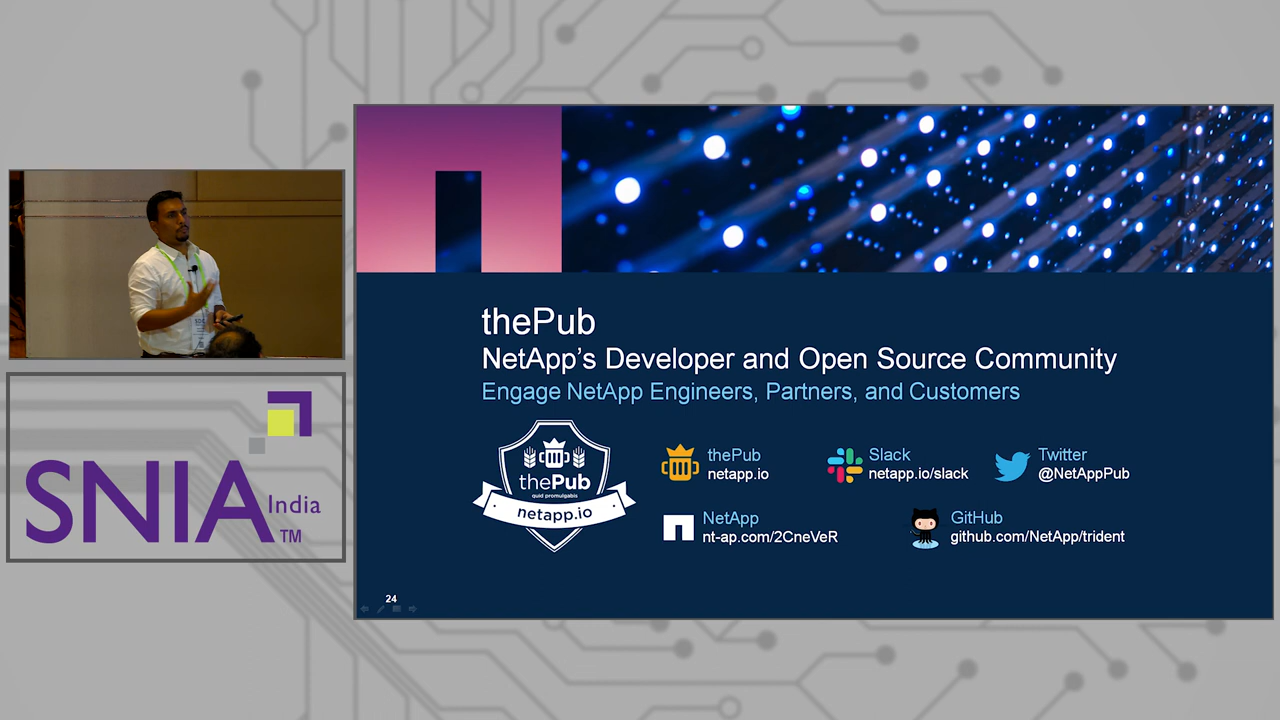 thePub
NetApp's Developer and Open Source Community
Engage NetApp Engineers, Partners, and Customers
thePub
quid promulgabis
netapp.io
thePub
netapp.io
Slack
netapp.io/slack
Twitter
@NetAppPub
NetApp
nt-ap.com/2CneVeR
GitHub
github.com/NetApp/trident
24
SNIA India
TM